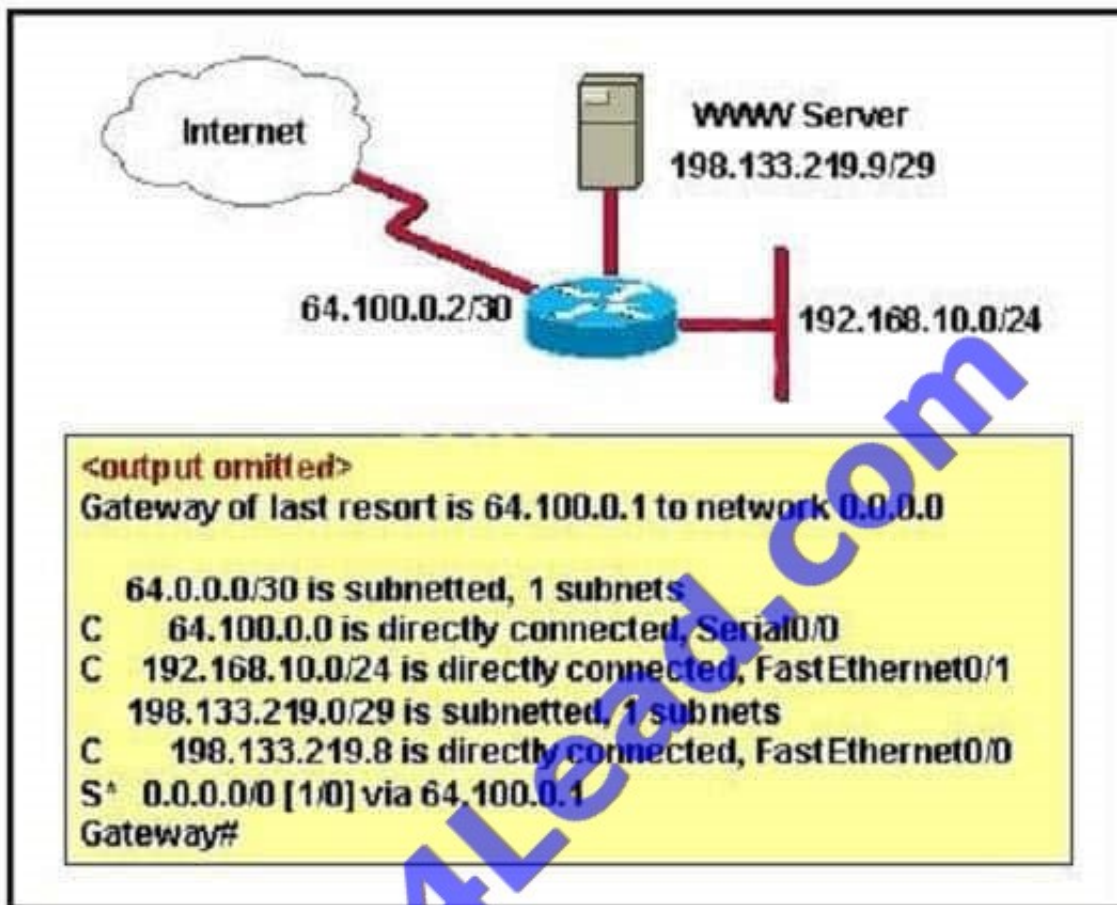 Internet
WWW Server
198.133.219.9/29
64.100.0.2/30
192.168.10.0/24
<output omitted>
Gateway of last resort is 64.100.0.1 to network 0.0.0.0
64.0.0.0/30 is subnetted, 1 subnets
C 64.100.0.0 is directly connected, Serial0/0
C 192.168.10.0/24 is directly connected, FastEthernet0/1
198.133.219.0/29 is subnetted, 1 subnets
C 198.133.219.8 is directly connected, FastEthernet0/0
S* 0.0.0.0/0 [1/0] via 64.100.0.1
Gateway#
4Lead.com